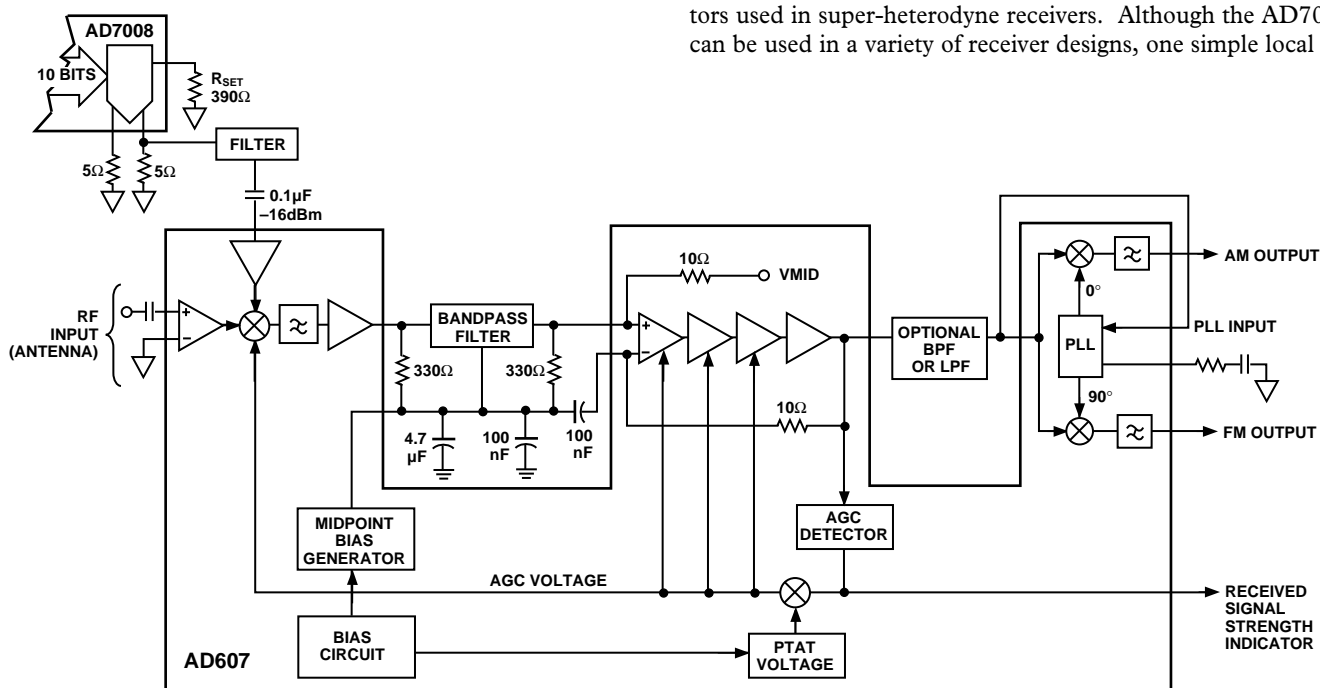 tors used in super-heterodyne receivers. Although the AD70
can be used in a variety of receiver designs, one simple local
AD7008
10 BITS
RSET
390Ω
FILTER
5Ω
5Ω
0.1µF
–16dBm
10Ω
VMID
AM OUTPUT
0°
RF
INPUT
(ANTENNA)
+
–
BANDPASS
FILTER
+
–
OPTIONAL
BPF
OR LPF
PLL
PLL INPUT
330Ω
330Ω
90°
10Ω
4.7
µF
100
nF
100
nF
FM OUTPUT
MIDPOINT
BIAS
GENERATOR
AGC
DETECTOR
AGC VOLTAGE
RECEIVED
SIGNAL
STRENGTH
INDICATOR
BIAS
CIRCUIT
PTAT
VOLTAGE
AD607